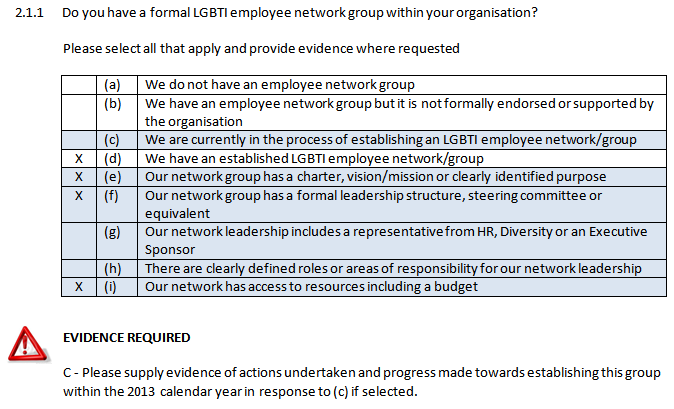 2.1.1 Do you have a formal LGBTI employee network group within your organisation?
Please select all that apply and provide evidence where requested
(a) We do not have an employee network group
(b) We have an employee network group but it is not formally endorsed or supported by
the organisation
(c) We are currently in the process of establishing an LGBTI employee network/group
X (d) We have an established LGBTI employee network/group
X (e) Our network group has a charter, vision/mission or clearly identified purpose
X (f) Our network group has a formal leadership structure, steering committee or
equivalent
(g) Our network leadership includes a representative from HR, Diversity or an Executive
Sponsor
(h) There are clearly defined roles or areas of responsibility for our network leadership
X (i) Our network has access to resources including a budget
EVIDENCE REQUIRED
C - Please supply evidence of actions undertaken and progress made towards establishing this group
within the 2013 calendar year in response to (c) if selected.